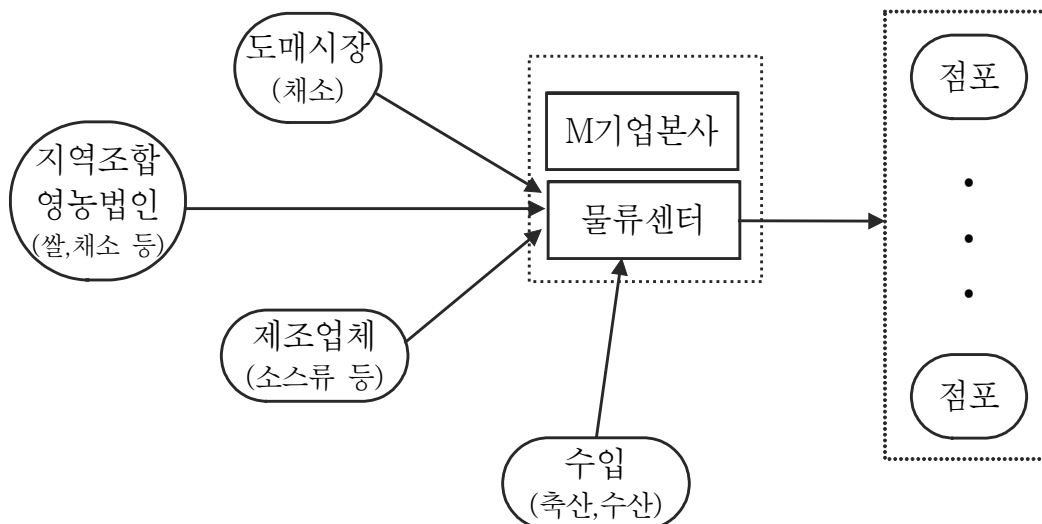 도매시장
(채소)
지역조합
영농법인
(쌀,채소 등)
제조업체
(소스류 등)
수입
(축산,수산)
M기업본사
물류센터
점포
점포